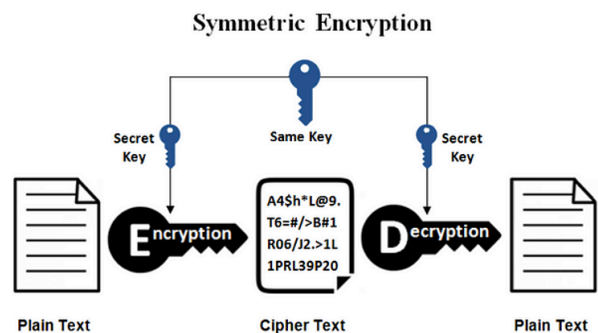 Symmetric Encryption
Secret
Key
Same Key
Secret
Key
A4$h*L@9.
T6=#/>B#1
R06/J2.>1L
1PRL39P20
Encryption
Decryption
Plain Text
Cipher Text
Plain Text